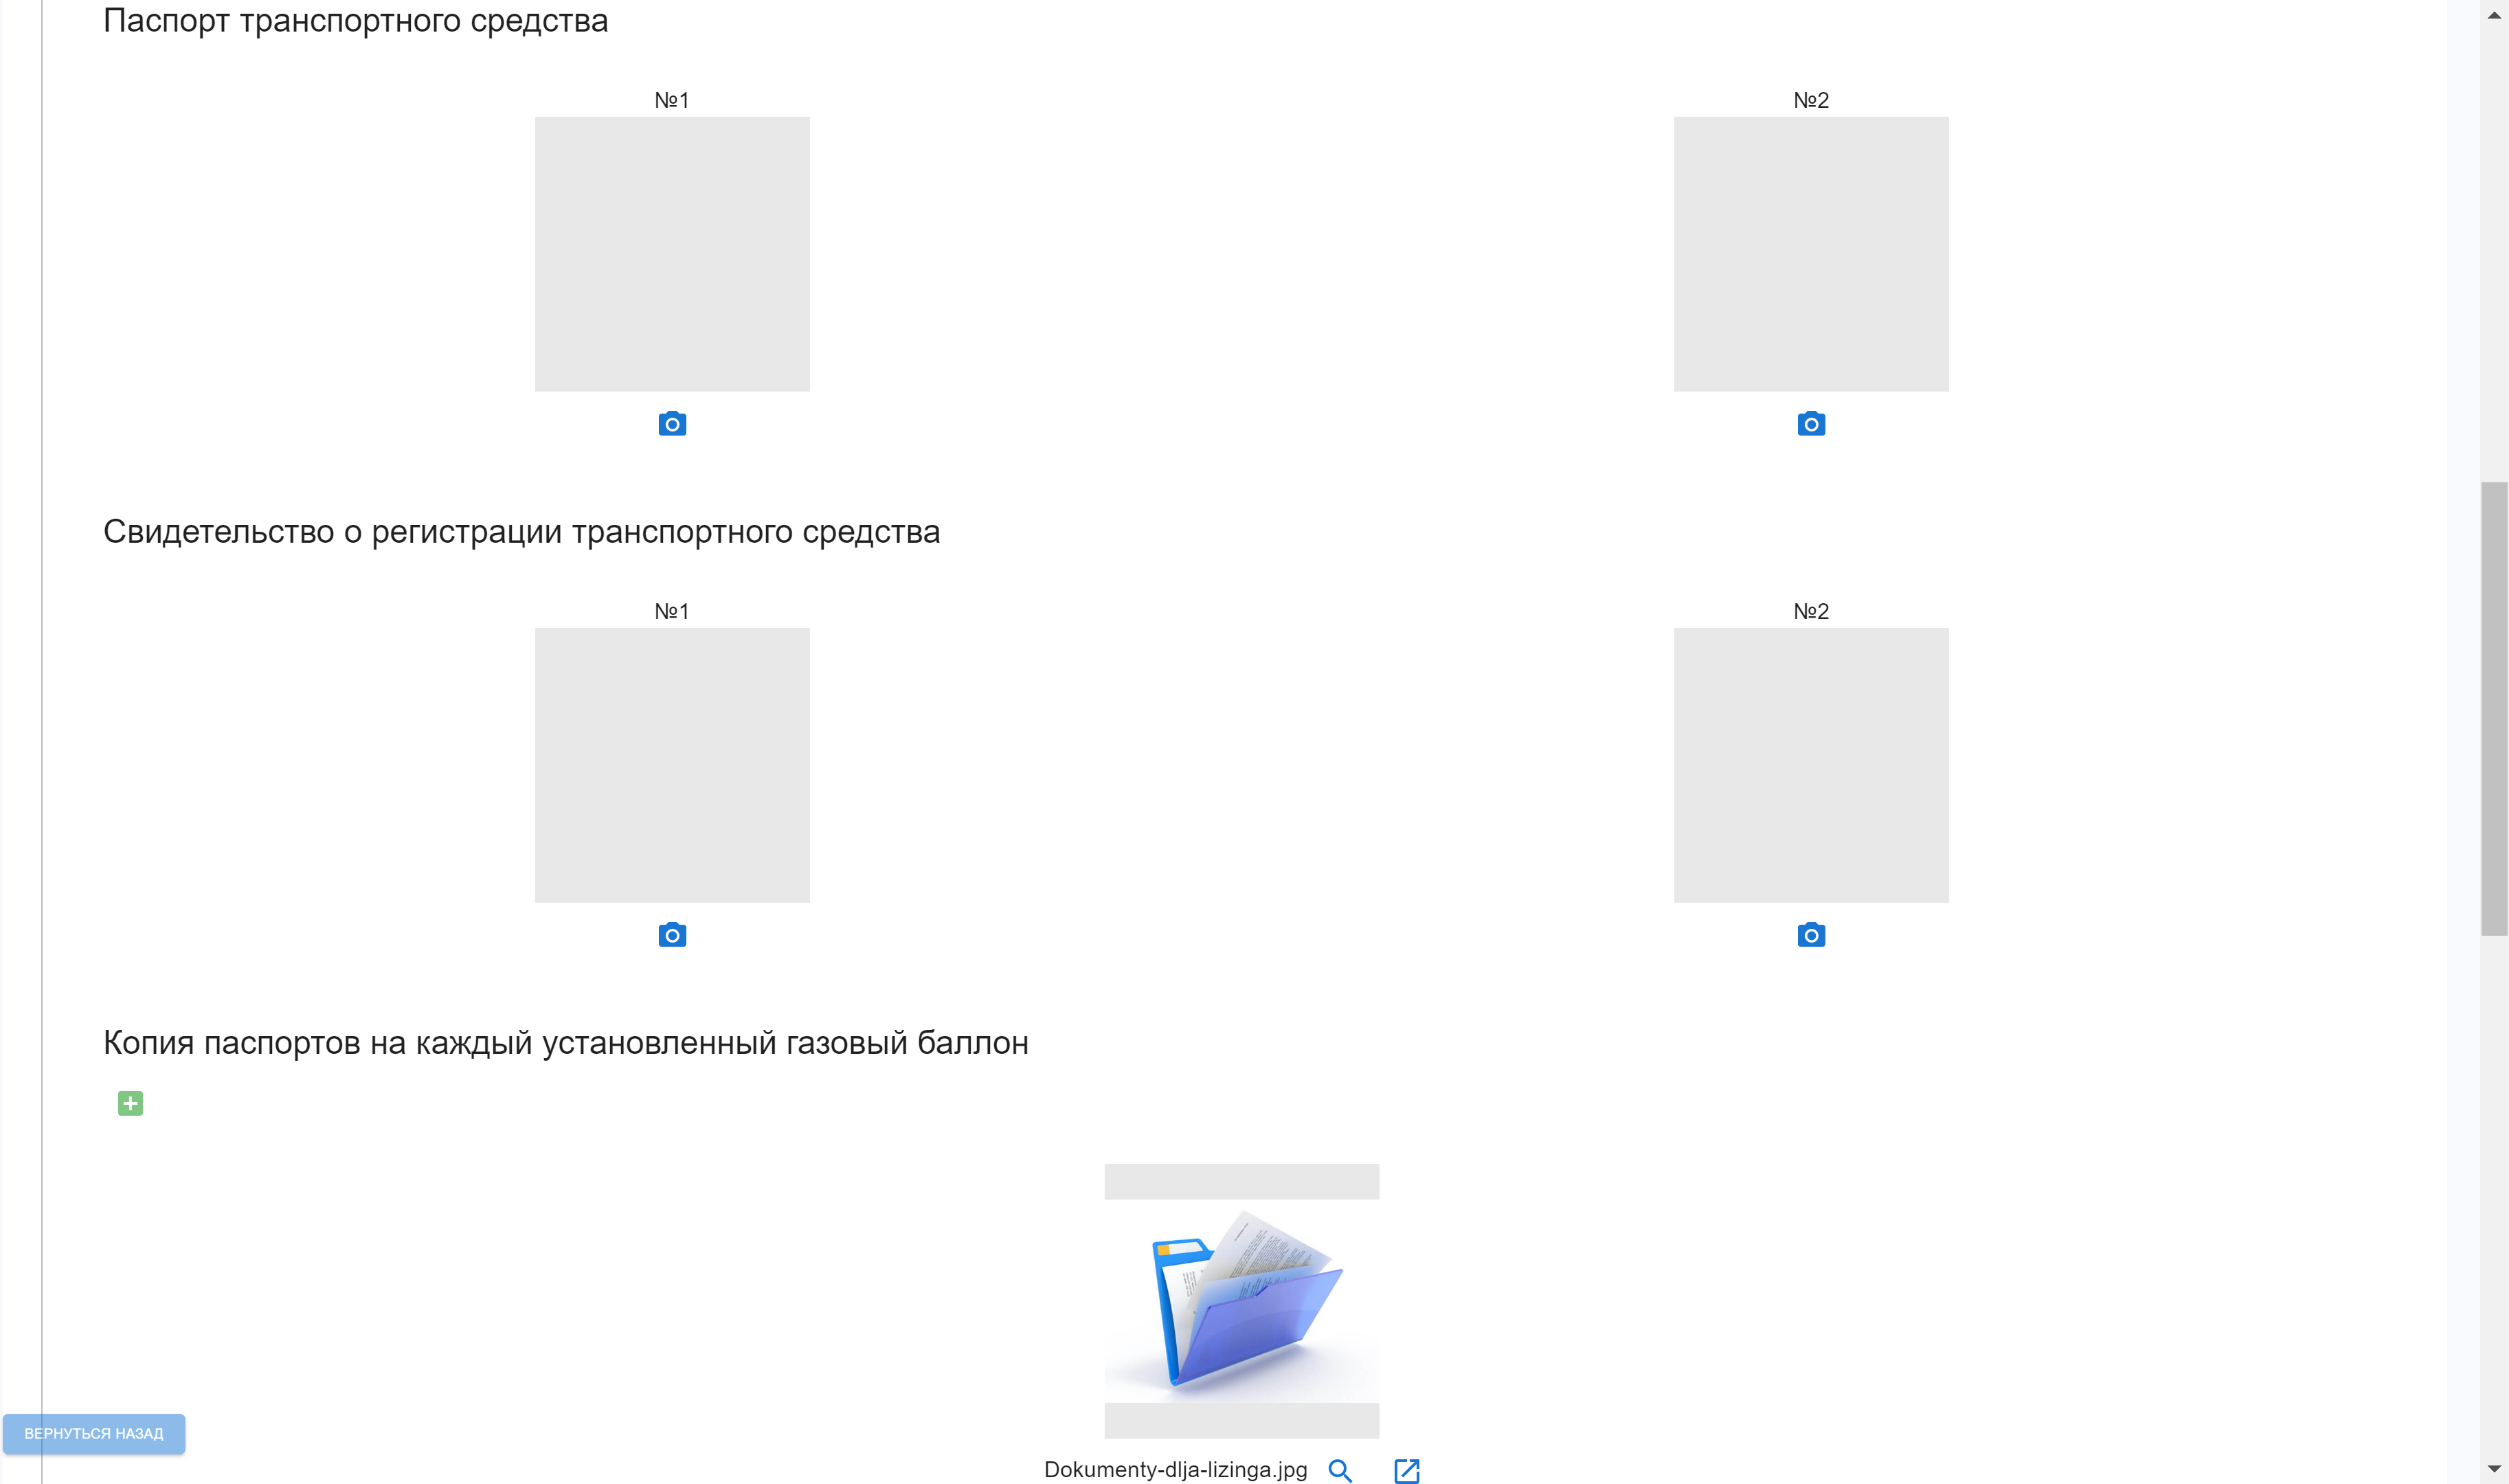 Паспорт транспортного средства
№1
№2
Свидетельство о регистрации транспортного средства
№1
№2
Копия паспортов на каждый установленный газовый баллон
ВЕРНУТЬСЯ НАЗАД
Dokumenty-dlja-lizinga.jpg